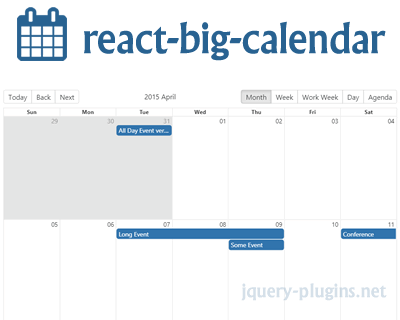 react-big-calendar
Today Back Next 2015 April Month Week Work Week Day Agenda
Sun Mon Tue Wed Thu Fri Sat
29 30 31 01 02 03 04
All Day Event ver...
05 06 07 08 09 10 11
Long Event Conference
Some Event
jquery-plugins.net